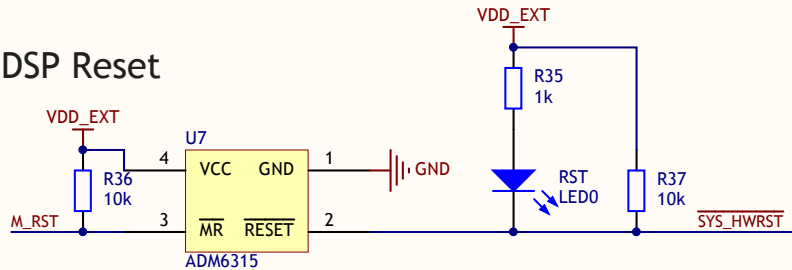 VDD_EXT
DSP Reset
R35
1k
VDD_EXT
U7
4
VCC
GND
1
GND
R36
10k
RST
LED0
R37
10k
M_RST
3
MR
RESET
2
SYS_HWRST
ADM6315